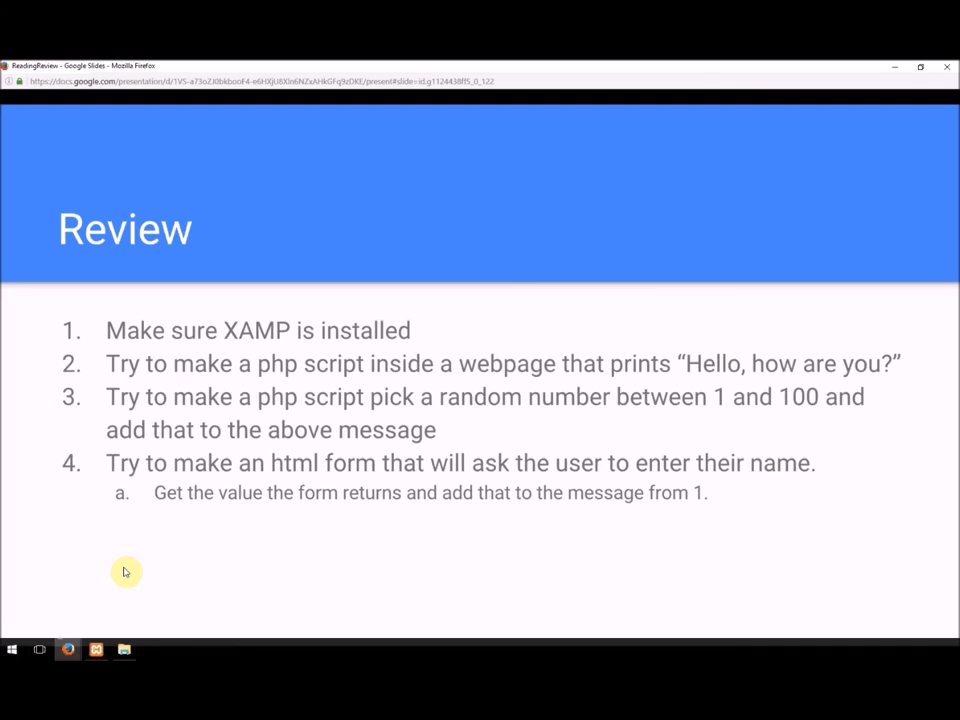 ReadingReview - Google Slides - Mozilla Firefox
Review
1. Make sure XAMP is installed
2. Try to make a php script inside a webpage that prints “Hello, how are you?”
3. Try to make a php script pick a random number between 1 and 100 and
add that to the above message
4. Try to make an html form that will ask the user to enter their name.
a. Get the value the form returns and add that to the message from 1.